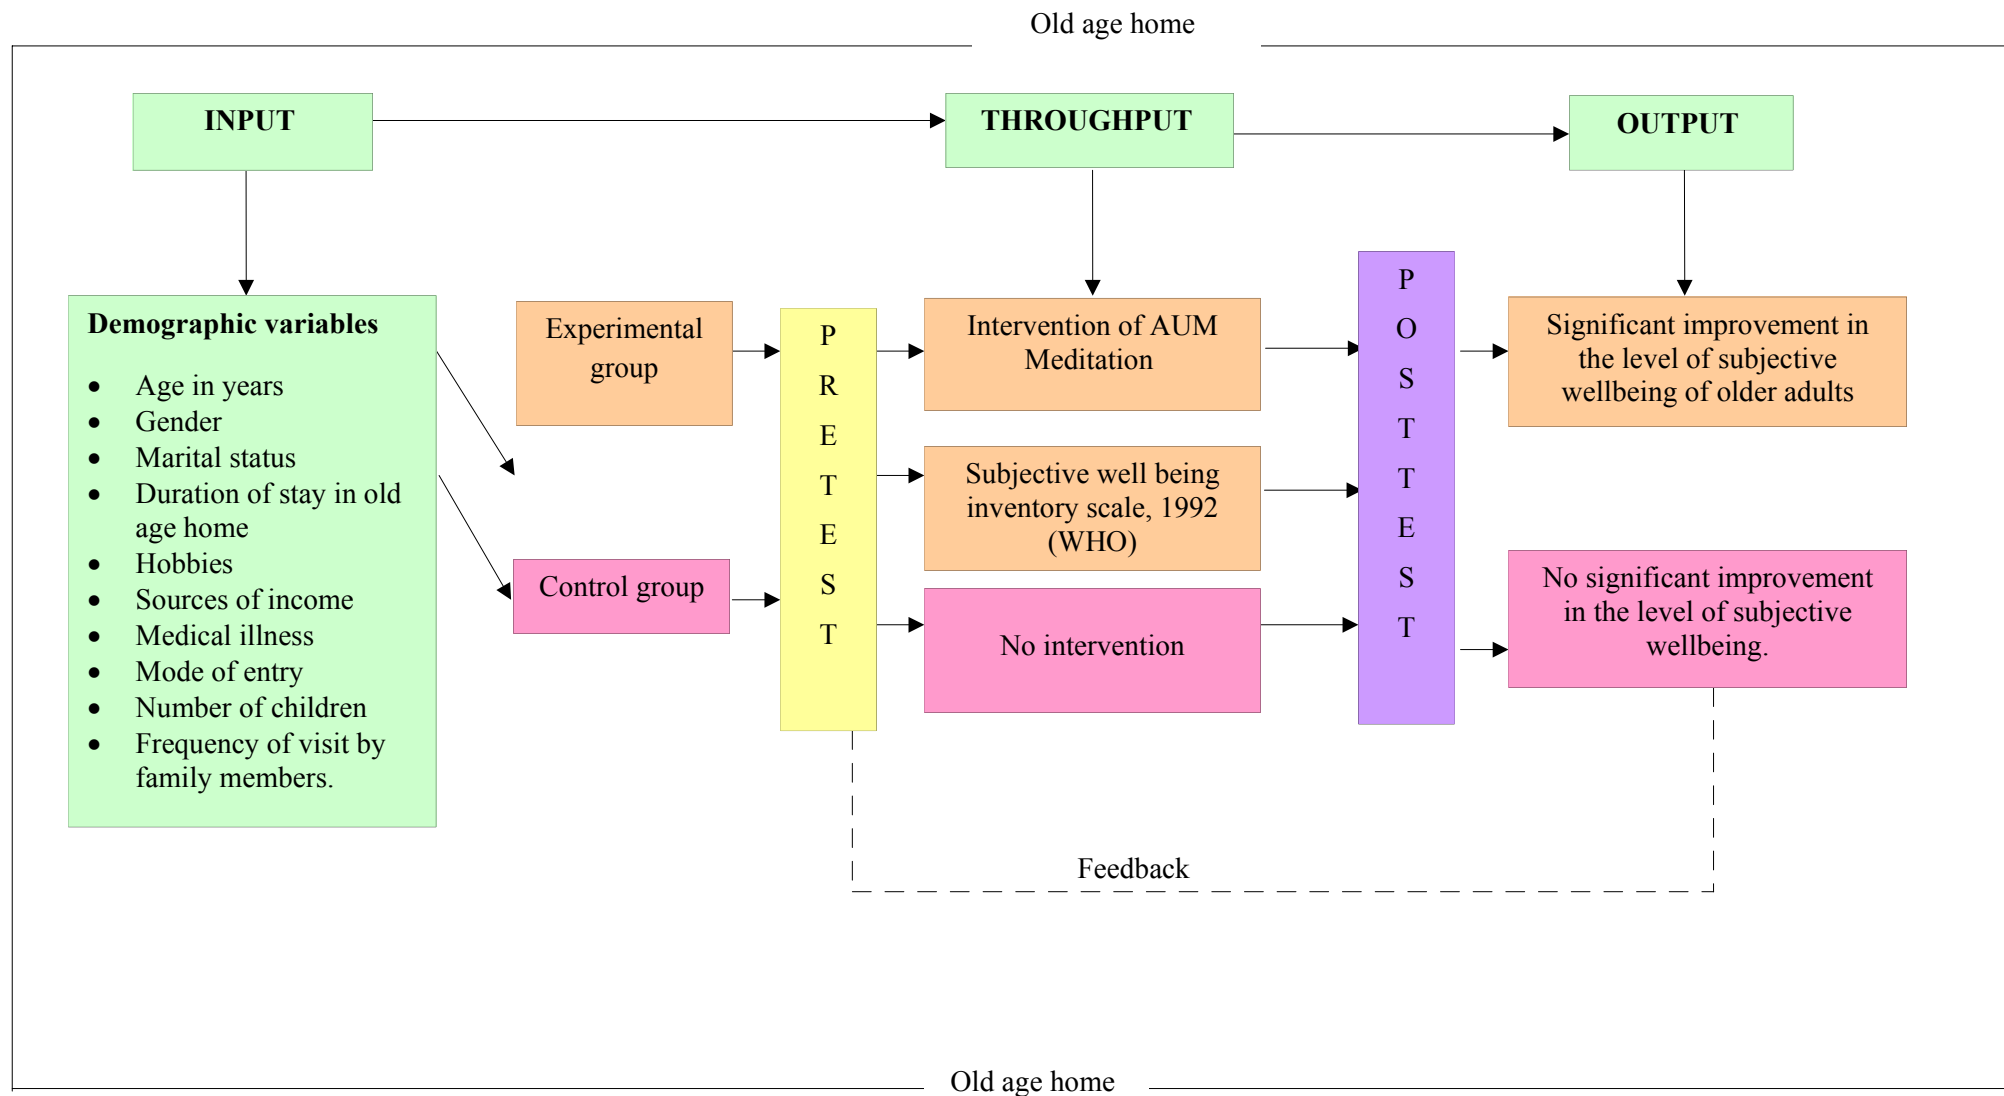 Old age home
INPUT
THROUGHPUT
OUTPUT
Demographic variables
• Age in years
• Gender
• Marital status
• Duration of stay in old
age home
• Hobbies
• Sources of income
• Medical illness
• Mode of entry
• Number of children
• Frequency of visit by
family members.
Experimental
group
Control group
P
R
E
T
E
S
T
Intervention of AUM
Meditation
Subjective well being
inventory scale, 1992
(WHO)
No intervention
P
O
S
T
T
E
S
T
Significant improvement in
the level of subjective
wellbeing of older adults
No significant improvement
in the level of subjective
wellbeing.
Feedback
Old age home